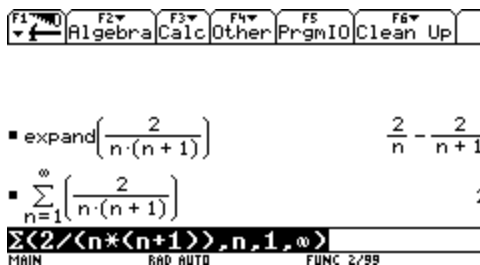 F1 F2 Algebra F3 Calc F4 Other F5 PrgmIO F6 Clean Up
▪ expand(2/(n·(n + 1))) 2/n - 2/(n + 1
▪ ∞∑n=1(2/(n·(n + 1))) 2
Σ(2/(n*(n+1)),n,1,∞)
MAIN RAD AUTO FUNC 2/99